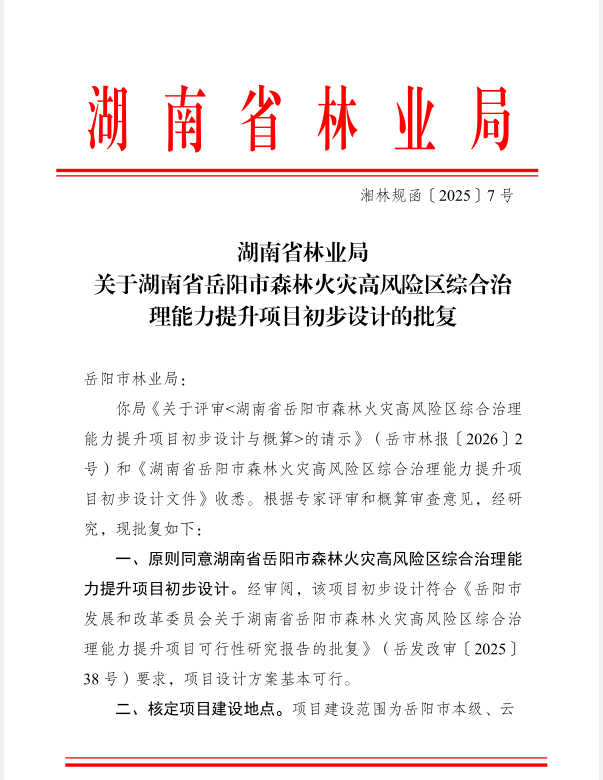 湖南省林业局
湘林规函〔2025〕7 号
湖南省林业局
关于湖南省岳阳市森林火灾高风险区综合治
理能力提升项目初步设计的批复
岳阳市林业局：
你局《关于评审<湖南省岳阳市森林火灾高风险区综合治理
能力提升项目初步设计与概算>的请示》（岳市林报〔2026〕2
号）和《湖南省岳阳市森林火灾高风险区综合治理能力提升项
目初步设计文件》收悉。根据专家评审和概算审查意见，经研
究，现批复如下：
一、原则同意湖南省岳阳市森林火灾高风险区综合治理能
力提升项目初步设计。经审阅，该项目初步设计符合《岳阳市
发展和改革委员会关于湖南省岳阳市森林火灾高风险区综合治
理能力提升项目可行性研究报告的批复》（岳发改审〔2025〕
38 号）要求，项目设计方案基本可行。
二、核定项目建设地点。项目建设范围为岳阳市本级、云